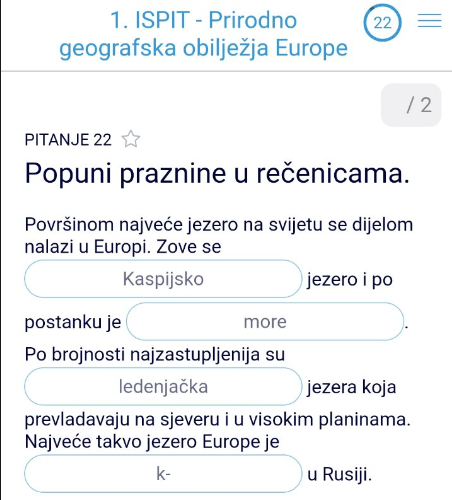 1. ISPIT - Prirodno
geografska obilježja Europe
22
/ 2
PITANJE 22
Popuni praznine u rečenicama.
Površinom najveće jezero na svijetu se dijelom
nalazi u Europi. Zove se
Kaspijsko jezero i po
postanku je more.
Po brojnosti najzastupljenija su
ledenjačka jezera koja
prevladavaju na sjeveru i u visokim planinama.
Najveće takvo jezero Europe je
k- u Rusiji.